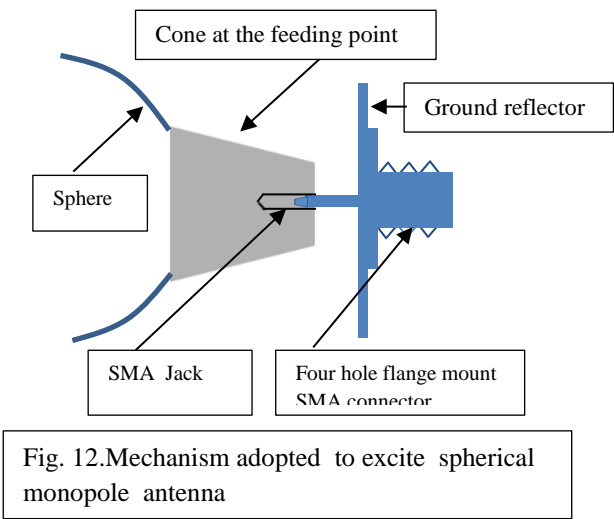 Cone at the feeding point
Ground reflector
Sphere
SMA Jack
Four hole flange mount
SMA connector
Fig. 12.Mechanism adopted to excite spherical
monopole antenna